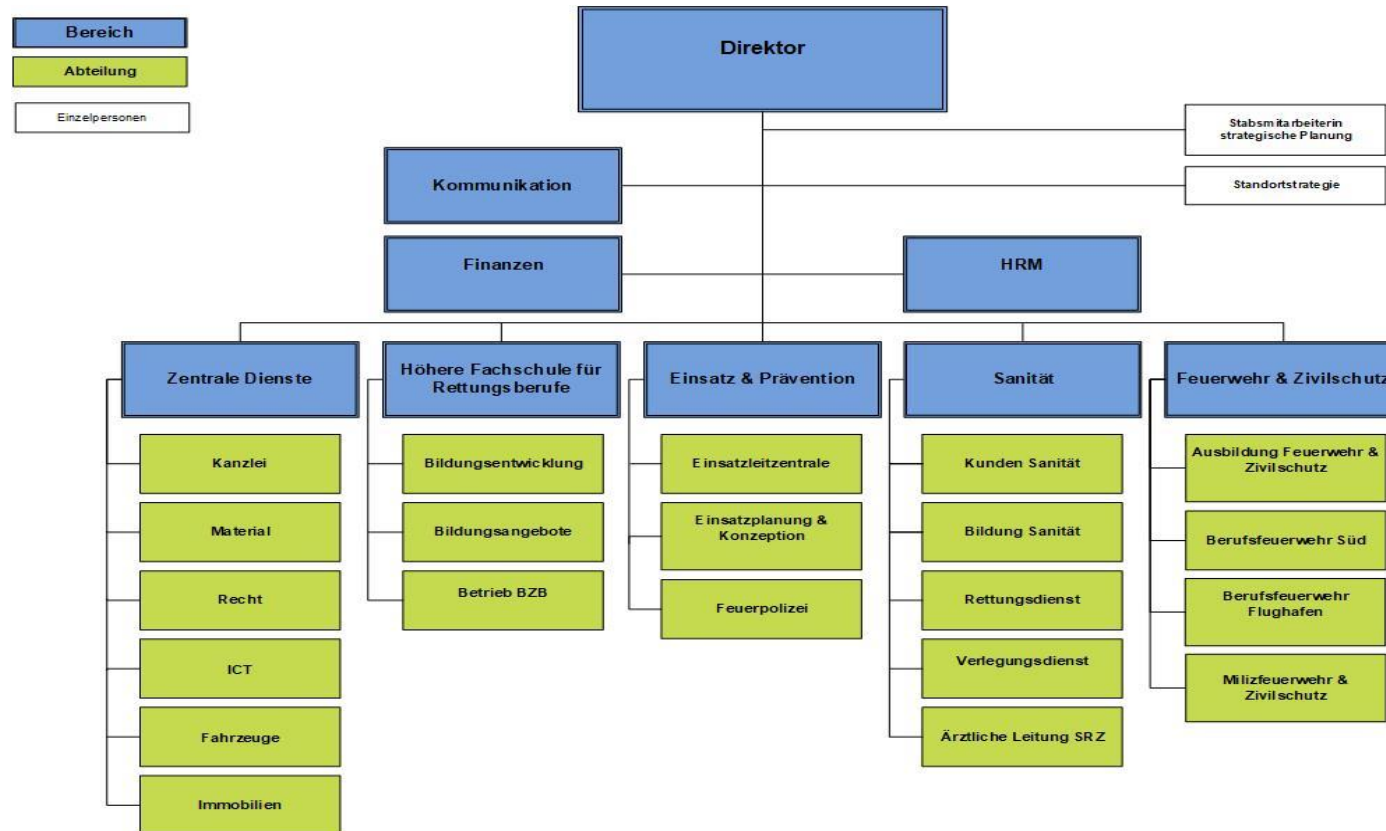 Bereich
Abteilung
Einzelpersonen
Direktor
Stabsmitarbeiterin
strategische Planung
Kommunikation
Standortstrategie
Finanzen
HRM
Zentrale Dienste
Kanzlei
Material
Recht
ICT
Fahrzeuge
Immobilien
Höhere Fachschule für
Rettungsberufe
Bildungsentwicklung
Bildungsangebote
Betrieb BZB
Einsatz & Prävention
Einsatzleitzentrale
Einsatzplanung &
Konzeption
Feuerpolizei
Sanität
Kunden Sanität
Bildung Sanität
Rettungsdienst
Verlegungsdienst
Ärztliche Leitung SRZ
Feuerwehr & Zivilschutz
Ausbildung Feuerwehr &
Zivilschutz
Berufsfeuerwehr Süd
Berufsfeuerwehr
Flughafen
Milizfeuerwehr &
Zivilschutz